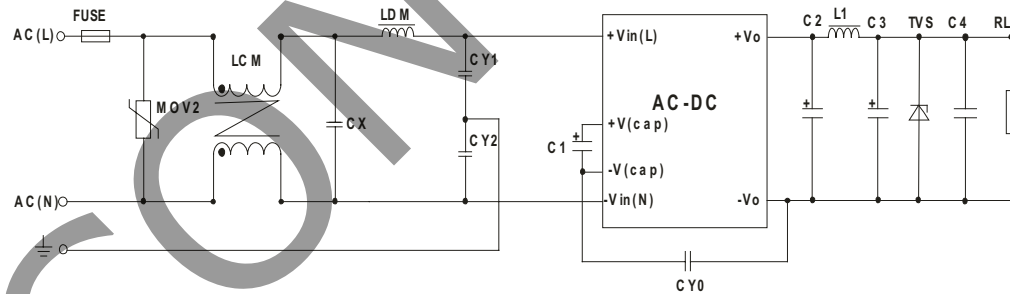 FUSE
LDM
L1
C2
C3
TVS
C4
RL
AC(L)
+Vin(L)
+Vo
LCM
CY1
MOV2
AC-DC
CX
+V(cap)
CY2
C1
-V(cap)
AC(N)
-Vin(N)
-Vo
CY0